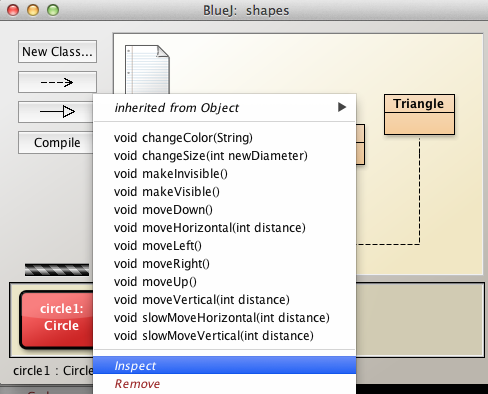 BlueJ: shapes
New Class...
Compile
Triangle
inherited from Object
void changeColor(String)
void changeSize(int newDiameter)
void makeInvisible()
void makeVisible()
void moveDown()
void moveHorizontal(int distance)
void moveLeft()
void moveRight()
void moveUp()
void moveVertical(int distance)
void slowMoveHorizontal(int distance)
void slowMoveVertical(int distance)
Inspect
Remove
circle1:
Circle
circle1 : Circle